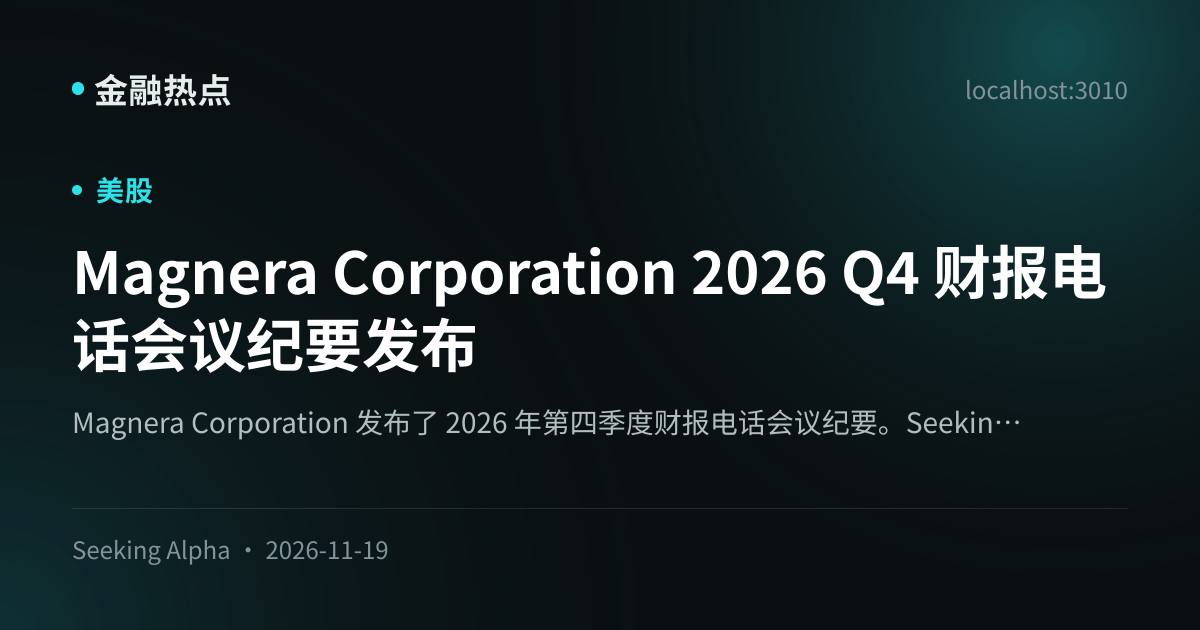 金融热点
localhost:3010
美股
Magnera Corporation 2026 Q4 财报电
话会议纪要发布
Magnera Corporation 发布了 2026 年第四季度财报电话会议纪要。Seekin…
Seeking Alpha · 2026-11-19